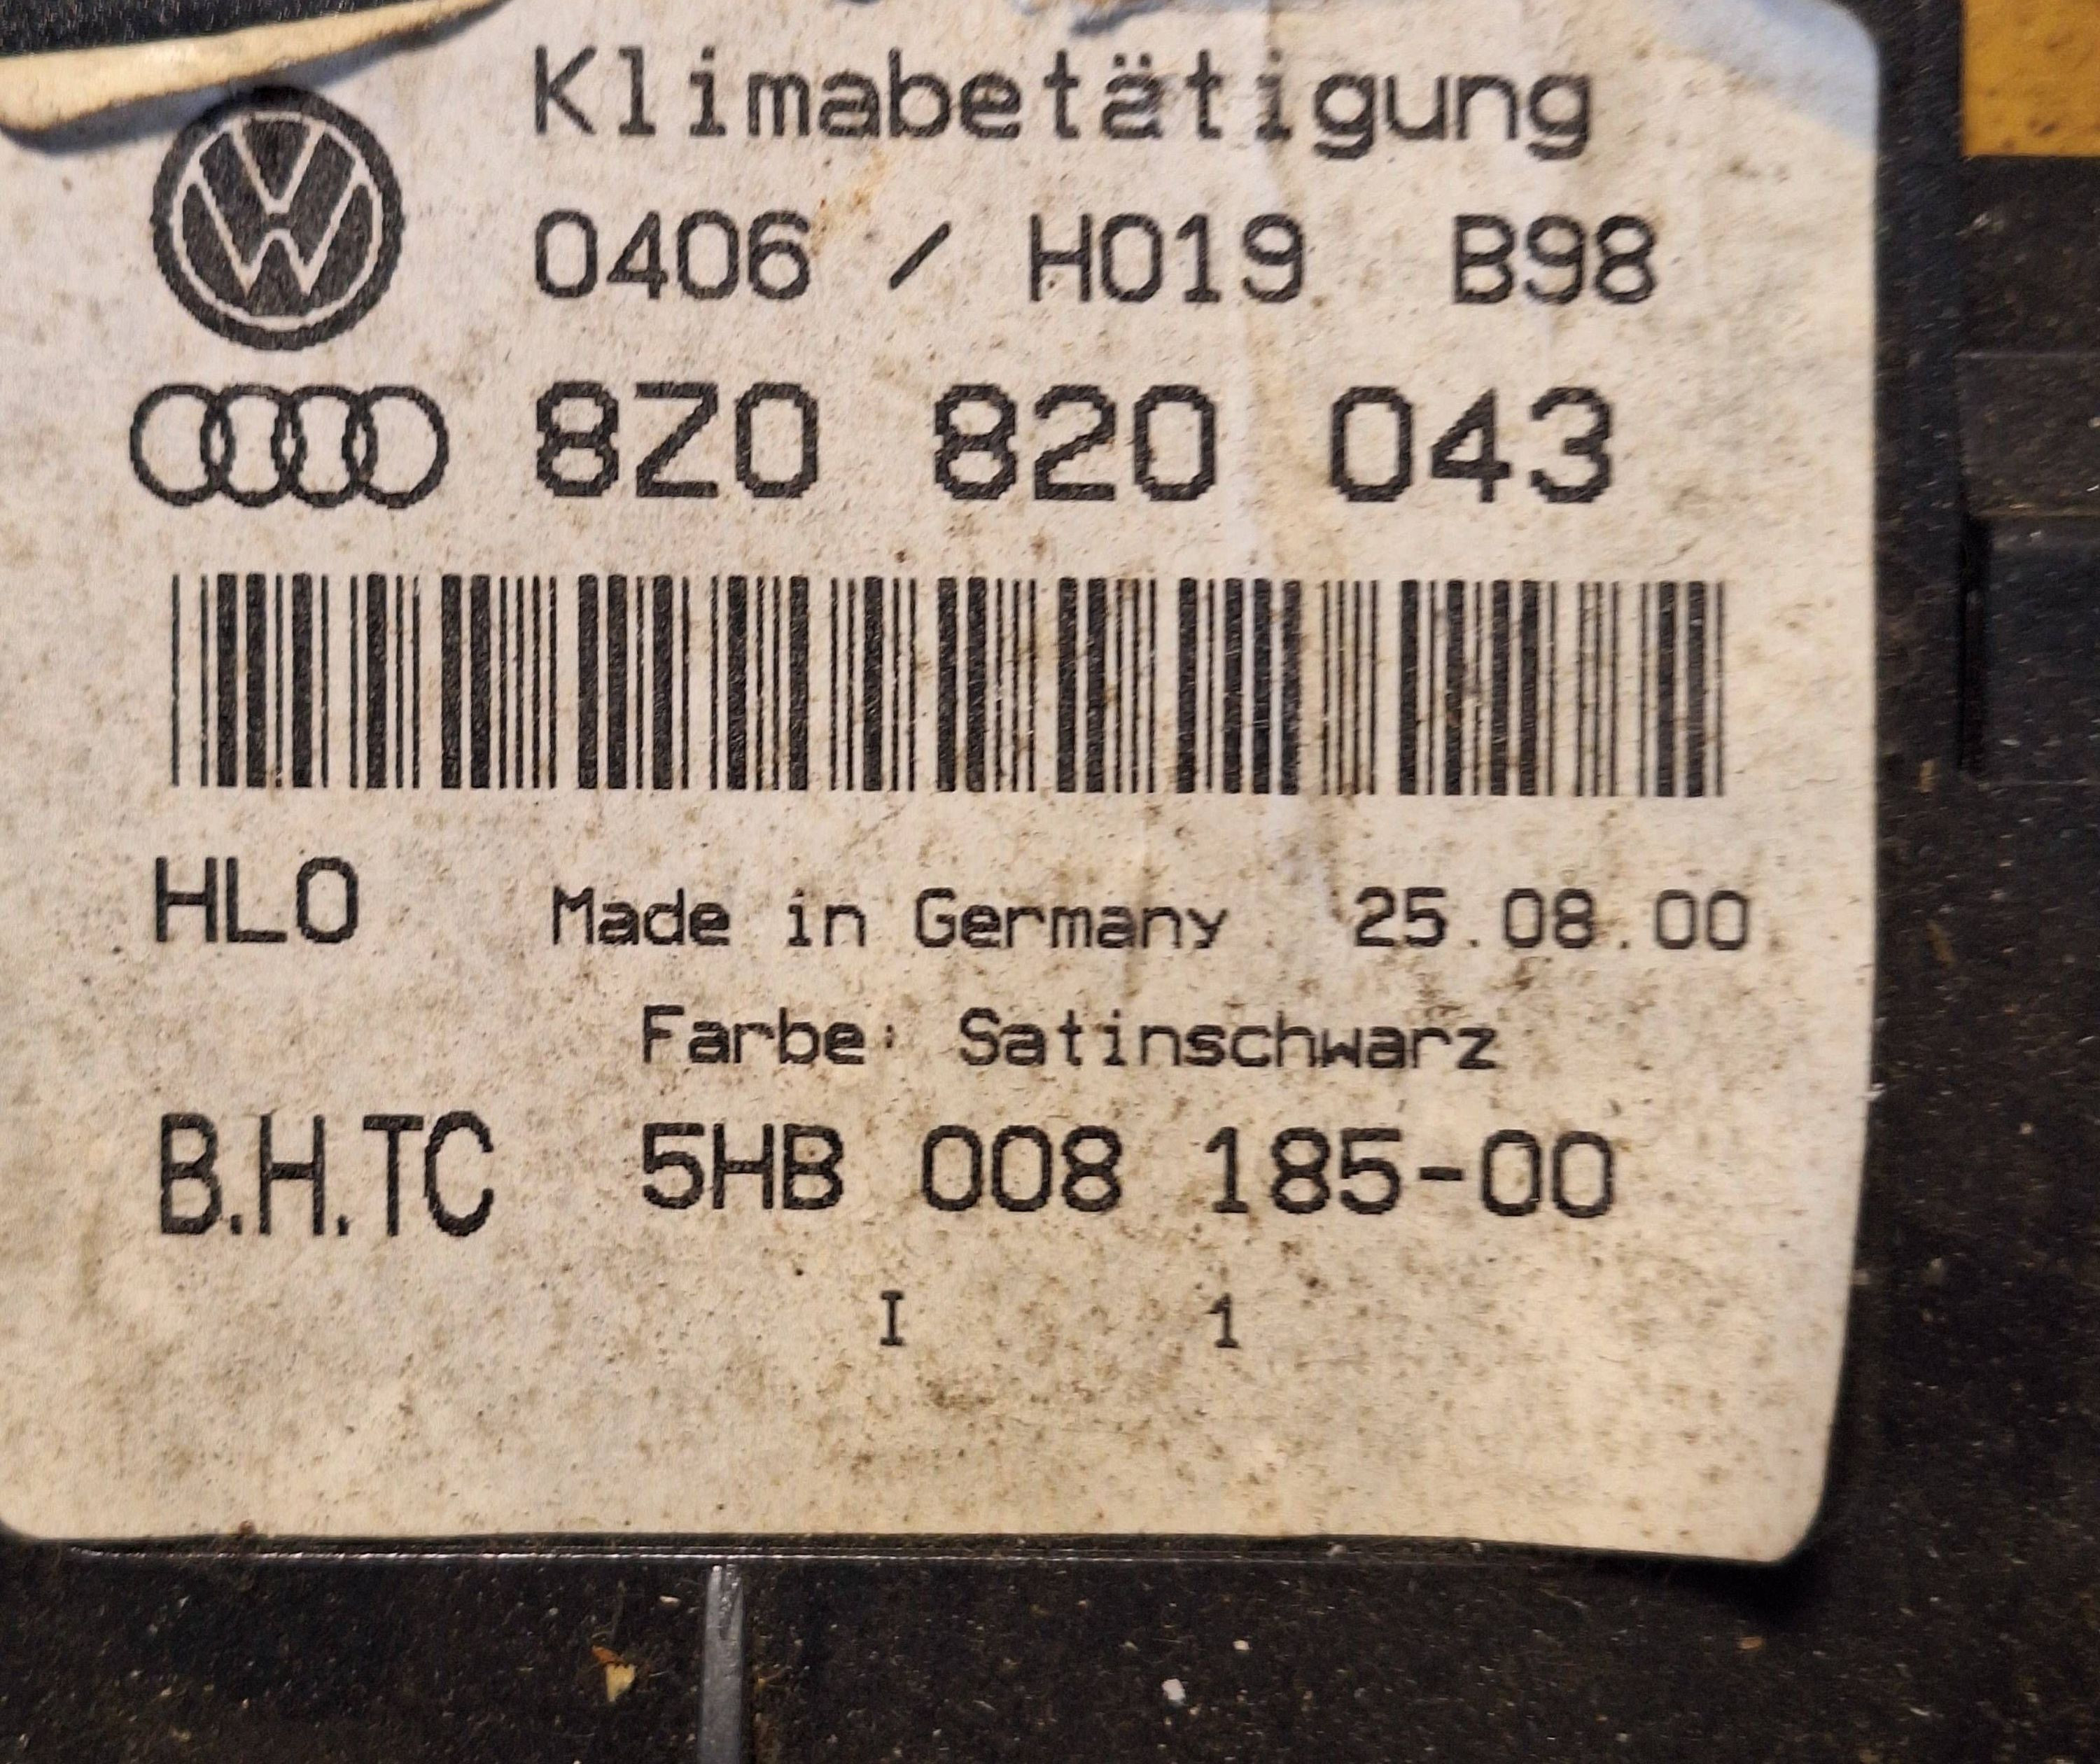 Klimabetätigung
0406 / H019 B98
8Z0 820 043
HLO Made in Germany 25.08.00
Farbe: Satinschwarz
B.H.TC 5HB 008 185-00
I 1